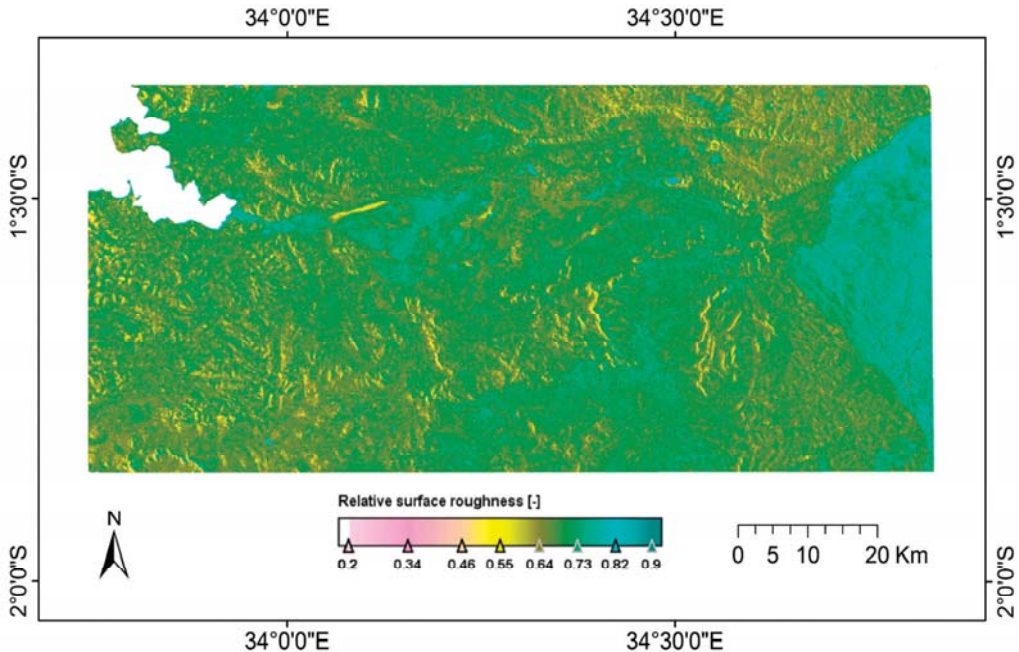 34°0'0"E 34°30'0"E
1°30'0"S 1°30'0"S
Relative surface roughness [-]
0.2 0.34 0.46 0.55 0.64 0.73 0.82 0.9
N
0 5 10 20 Km
2°0'0"S 2°0'0"S
34°0'0"E 34°30'0"E